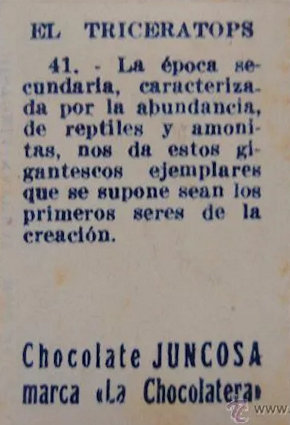 EL TRICERATOPS
41. - La época se-
cundaria, caracteriza-
da por la abundancia,
de reptiles y amoni-
tas, nos da estos gi-
gantescos ejemplares
que se supone sean los
primeros seres de la
creación.
Chocolate JUNCOSA
marca «La Chocolatera»